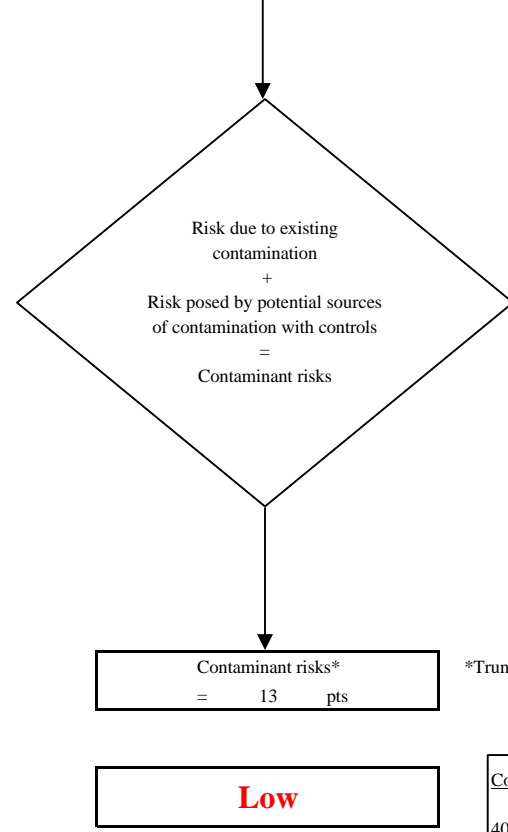 Risk due to existing
contamination
+
Risk posed by potential sources
of contamination with controls
=
Contaminant risks
Contaminant risks*
= 13 pts
Low
40